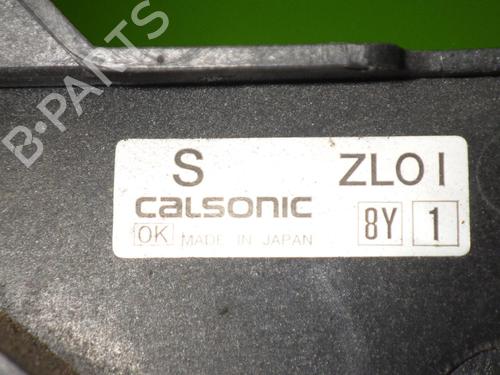 B-PARTS
S ZL01
calsonic 8Y 1
OK MADE IN JAPAN